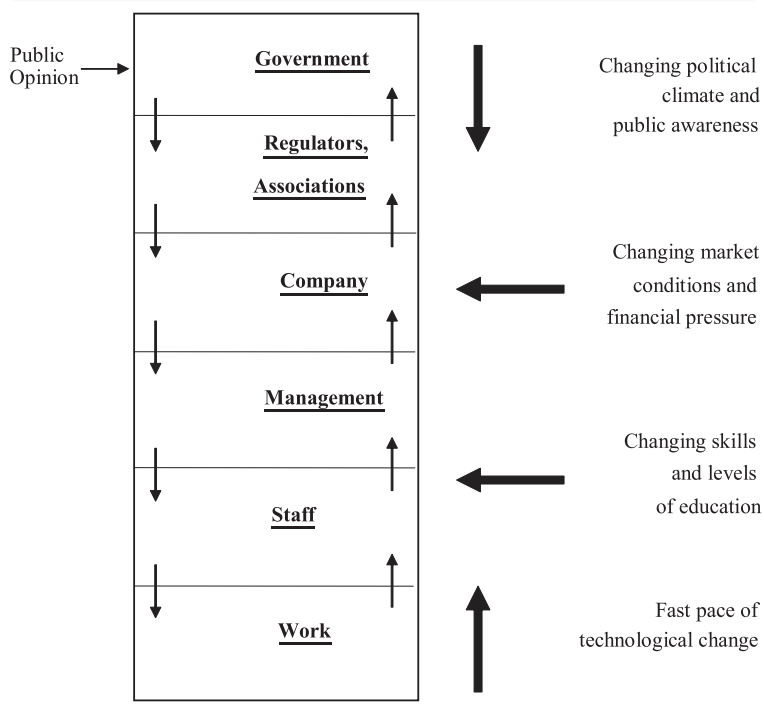 Public
Opinion
Government
Changing political
climate and
public awareness
Regulators,
Associations
Changing market
conditions and
financial pressure
Company
Management
Changing skills
and levels
of education
Staff
Fast pace of
technological change
Work